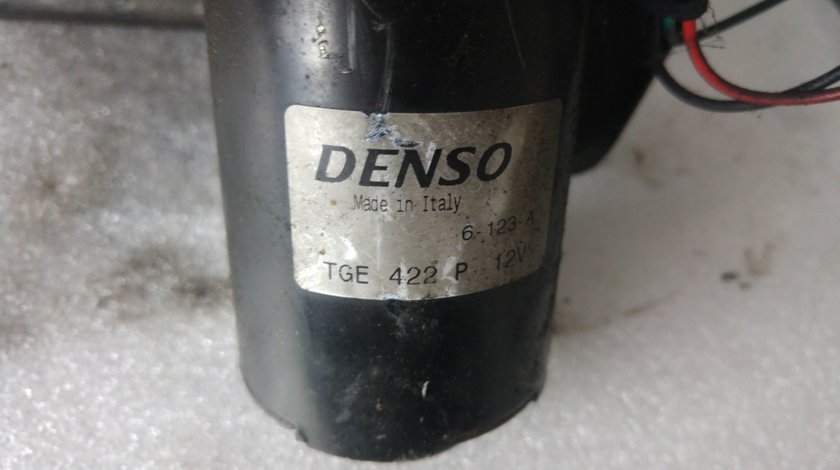 DENSO
Made in Italy
6-123-A
TGE 422 P 12V